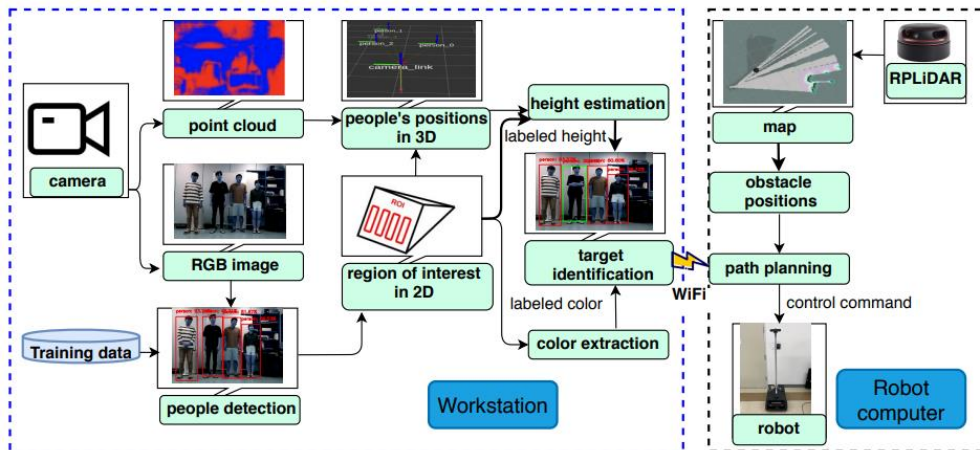 camera
point cloud
RGB image
Training data
people detection
person_1
person_2
person_0
camera_link
people's positions
in 3D
ROI
region of interest
in 2D
height estimation
labeled height
target
identification
labeled color
color extraction
Workstation
WiFi
RPLiDAR
map
obstacle
positions
path planning
control command
robot
Robot
computer